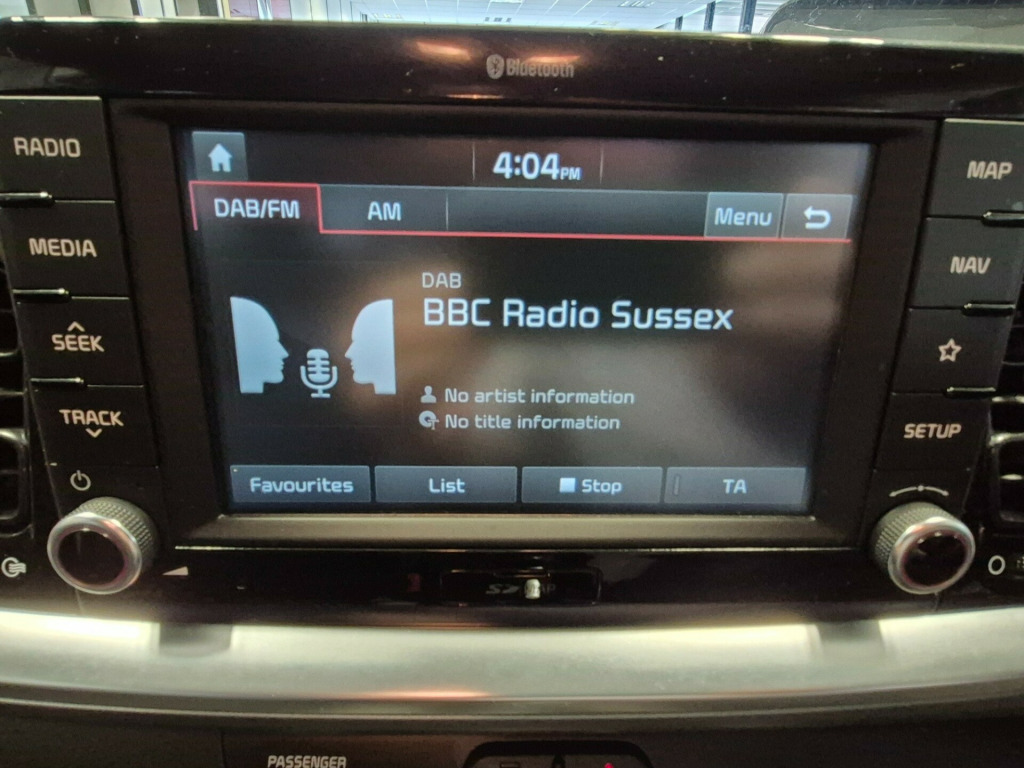 Bluetooth
RADIO
MEDIA
SEEK
TRACK
4:04PM
DAB/FM AM Menu
DAB
BBC Radio Sussex
No artist information
No title information
Favourites List Stop TA
MAP
NAV
SETUP
PASSENGER